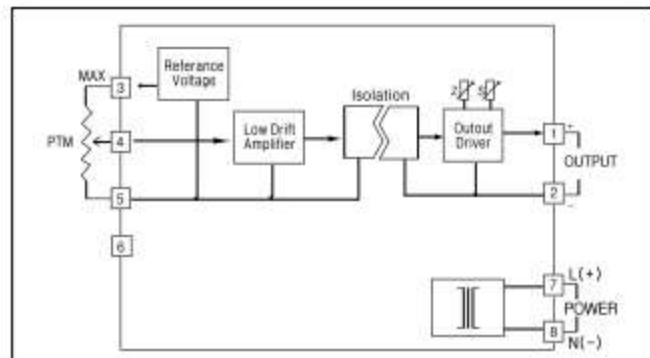 MAX
3
Referance
Voltage
Isolation
Z
S
PTM
4
Low Drift
Amplifier
Outout
Driver
1
+
OUTPUT
5
2
−
6
7
L(+)
POWER
8
N(−)